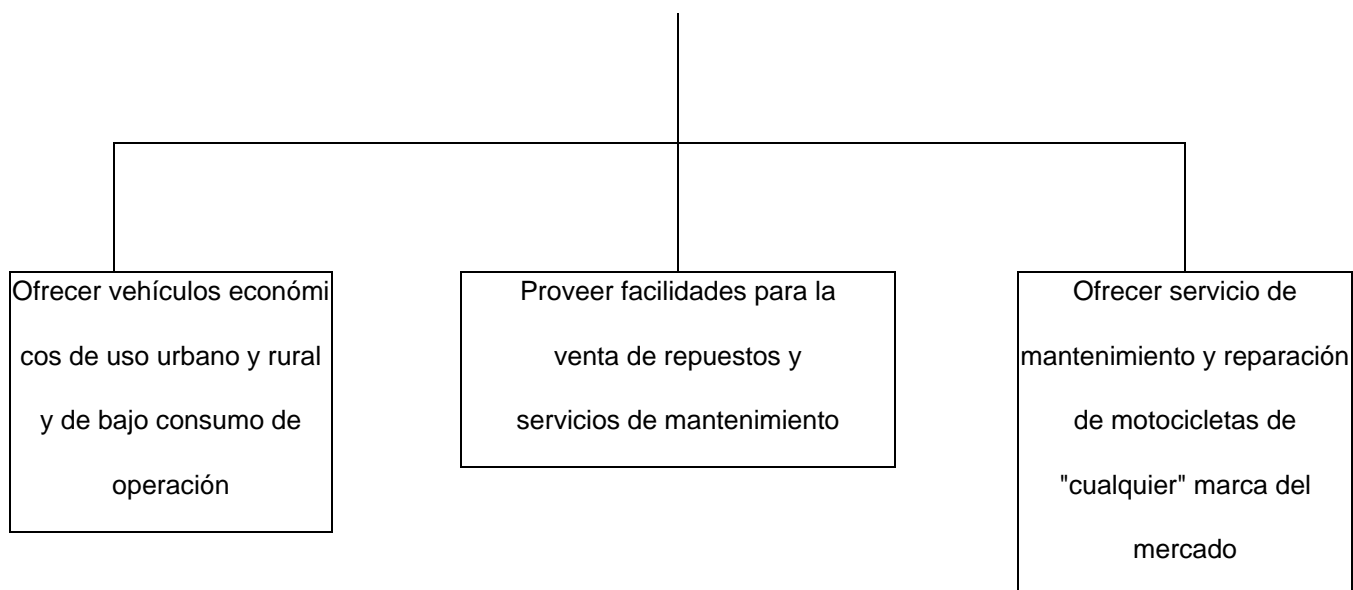 Ofrecer vehículos económi
cos de uso urbano y rural
y de bajo consumo de
operación
Proveer facilidades para la
venta de repuestos y
servicios de mantenimiento
Ofrecer servicio de
mantenimiento y reparación
de motocicletas de
"cualquier" marca del
mercado